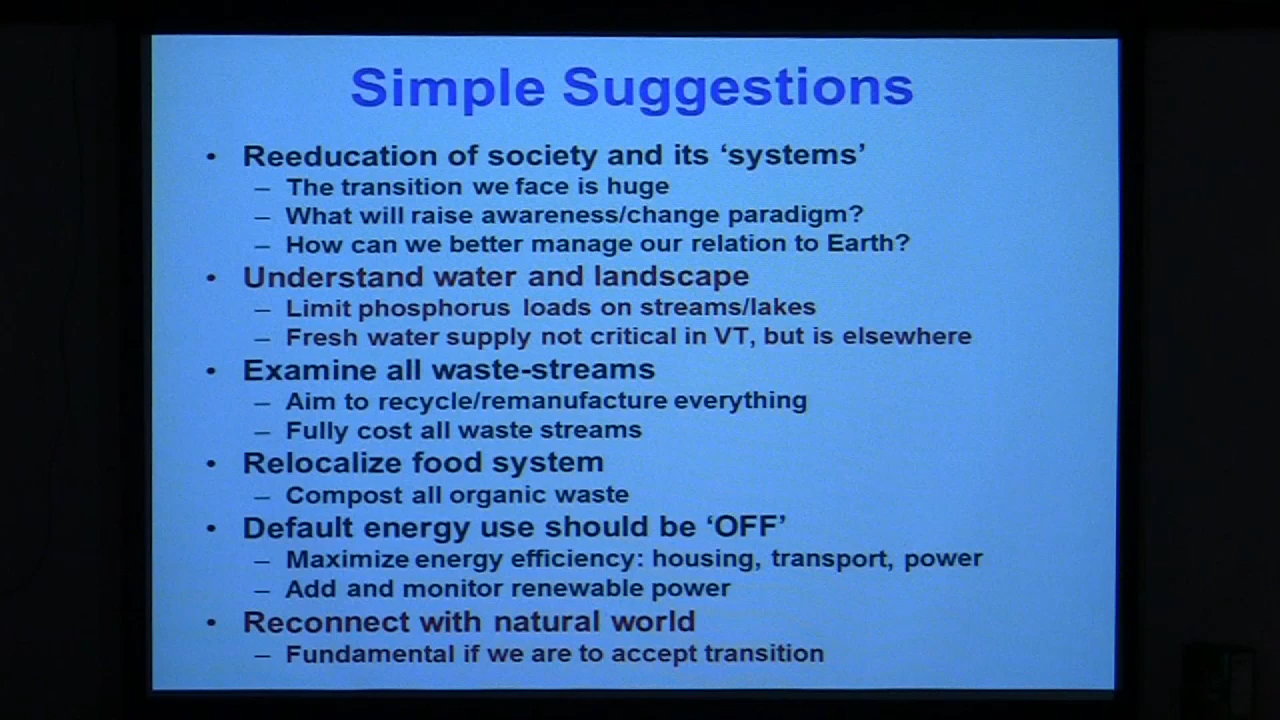 Simple Suggestions
• Reeducation of society and its ‘systems’
– The transition we face is huge
– What will raise awareness/change paradigm?
– How can we better manage our relation to Earth?
• Understand water and landscape
– Limit phosphorus loads on streams/lakes
– Fresh water supply not critical in VT, but is elsewhere
• Examine all waste-streams
– Aim to recycle/remanufacture everything
– Fully cost all waste streams
• Relocalize food system
– Compost all organic waste
• Default energy use should be ‘OFF’
– Maximize energy efficiency: housing, transport, power
– Add and monitor renewable power
• Reconnect with natural world
– Fundamental if we are to accept transition